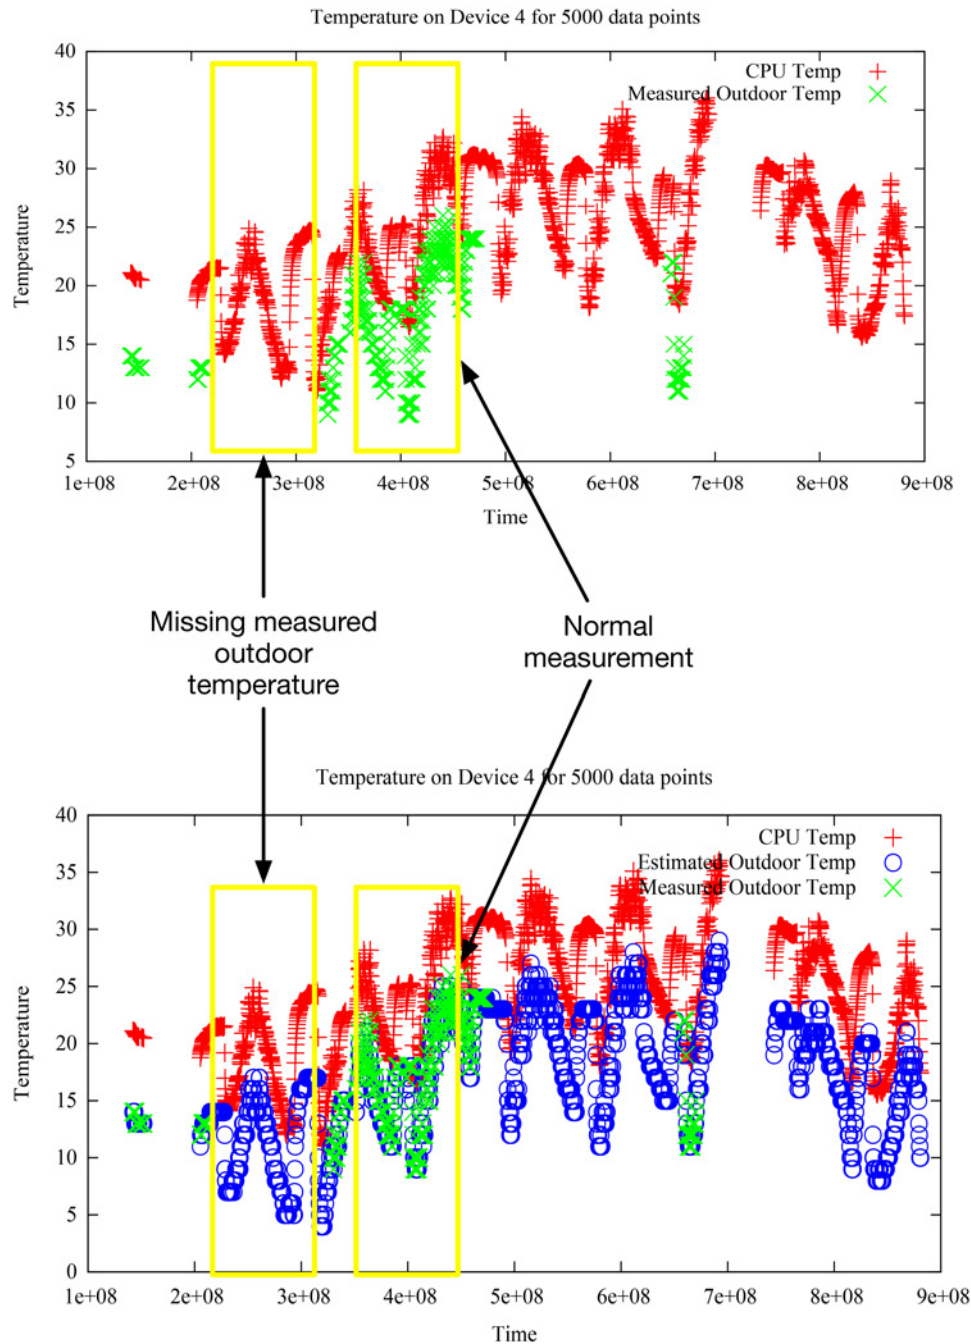 Temperature on Device 4 for 5000 data points
40
35
30
25
20
15
10
5
Temperature
CPU Temp
Measured Outdoor Temp
1e+08 2e+08 3e+08 4e+08 5e+08 6e+08 7e+08 8e+08 9e+08
Time
Missing measured
outdoor
temperature
Normal
measurement
Temperature on Device 4 for 5000 data points
40
35
30
25
20
15
10
5
0
Temperature
CPU Temp
Estimated Outdoor Temp
Measured Outdoor Temp
1e+08 2e+08 3e+08 4e+08 5e+08 6e+08 7e+08 8e+08 9e+08
Time